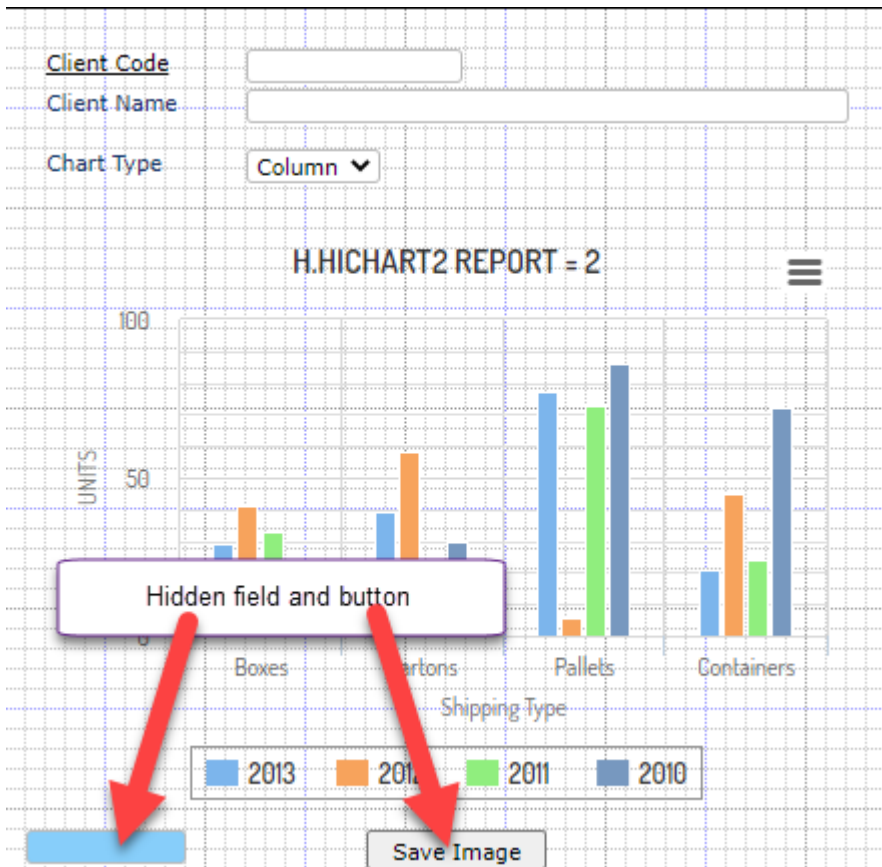 Client Code
Client Name
Chart Type Column
H.HICHART2 REPORT = 2
100
UNITS
50
Hidden field and button
Boxes Pallets Containers
Shipping Type
2013 2011 2010
Save Image